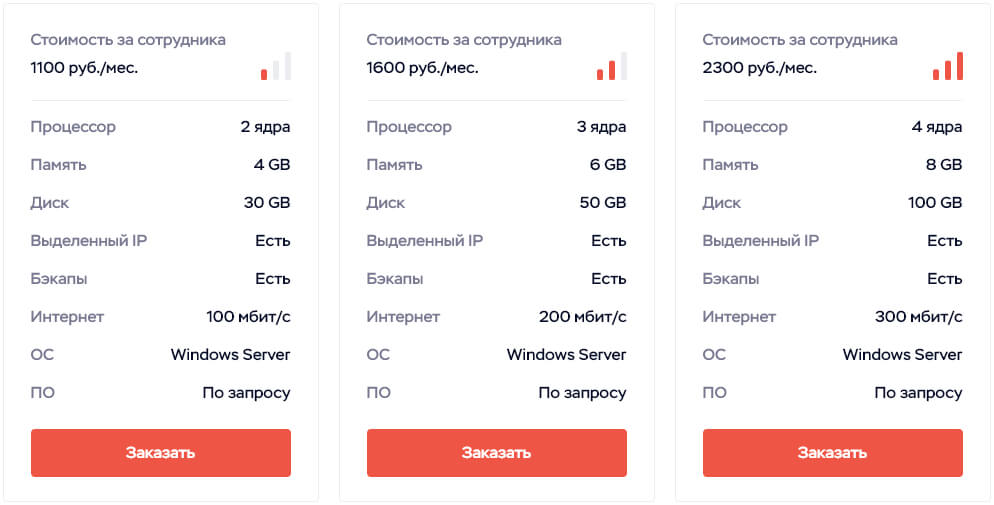 Стоимость за сотрудника
1100 руб./мес.
Процессор 2 ядра
Память 4 GB
Диск 30 GB
Выделенный IP Есть
Бэкапы Есть
Интернет 100 мбит/с
ОС Windows Server
ПО По запросу
Заказать
Стоимость за сотрудника
1600 руб./мес.
Процессор 3 ядра
Память 6 GB
Диск 50 GB
Выделенный IP Есть
Бэкапы Есть
Интернет 200 мбит/с
ОС Windows Server
ПО По запросу
Заказать
Стоимость за сотрудника
2300 руб./мес.
Процессор 4 ядра
Память 8 GB
Диск 100 GB
Выделенный IP Есть
Бэкапы Есть
Интернет 300 мбит/с
ОС Windows Server
ПО По запросу
Заказать